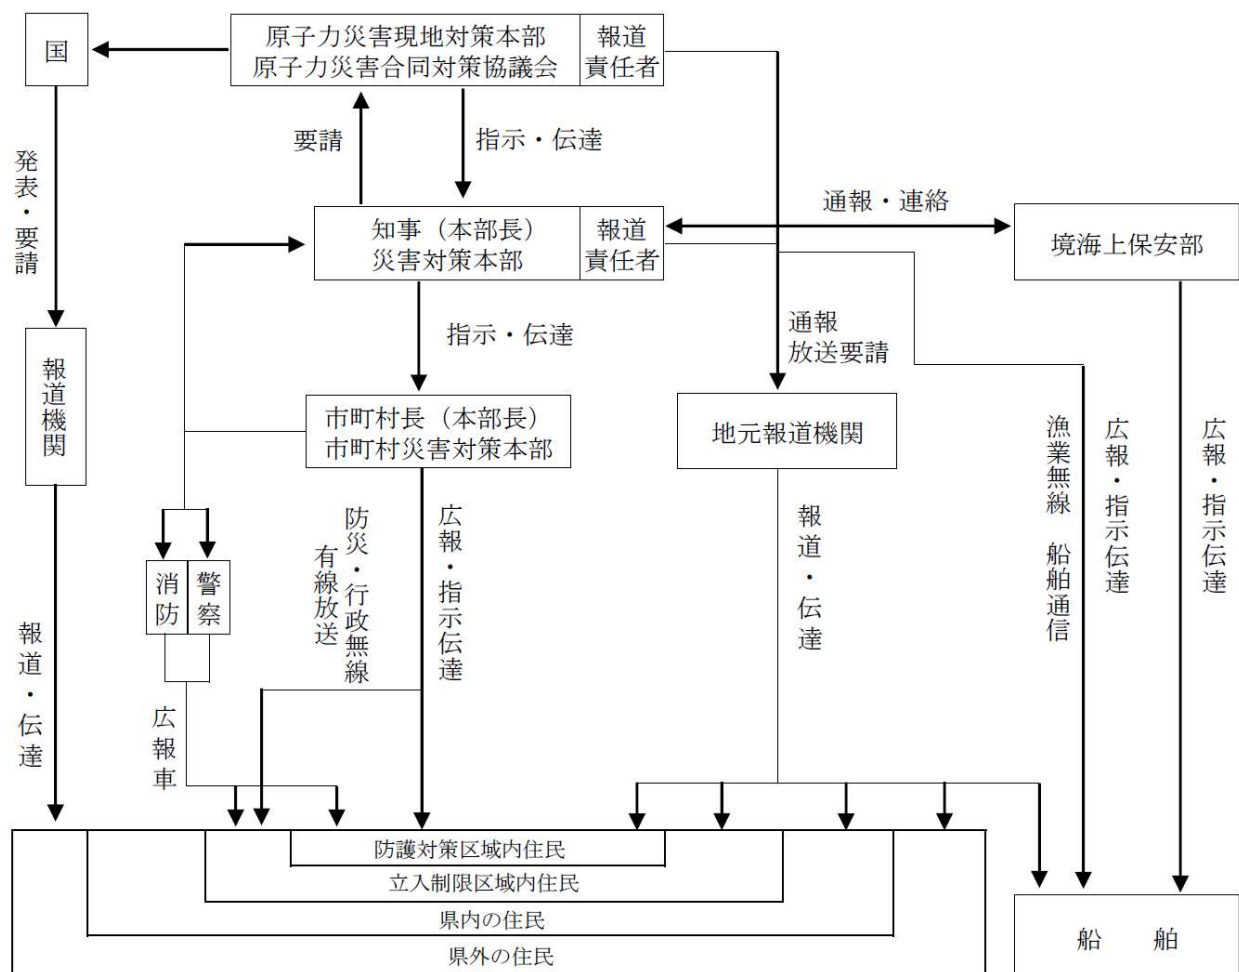 国
原子力災害現地対策本部
原子力災害合同対策協議会
報道
責任者
要請
指示・伝達
発表・要請
通報・連絡
知事（本部長）
災害対策本部
報道
責任者
境海上保安部
指示・伝達
通報
放送要請
報道機関
市町村長（本部長）
市町村災害対策本部
地元報道機関
漁業無線　船舶通信
広報・指示伝達
広報・指示伝達
防災・行政無線
有線放送
広報・指示伝達
報道・伝達
消防
警察
報道・伝達
広報車
防護対策区域内住民
立入制限区域内住民
県内の住民
県外の住民
船　　舶